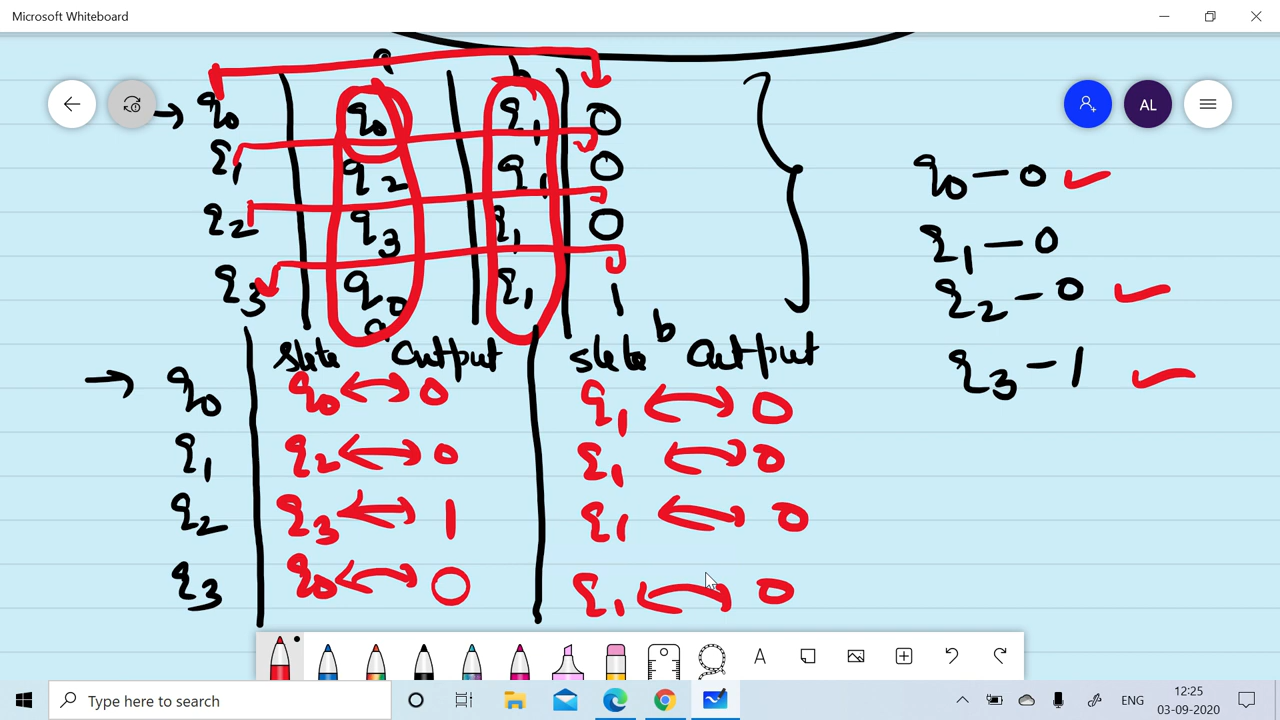 Microsoft Whiteboard
a b
→ q0 q0 q1 0
q1 q2 q1 0
q2 q3 q1 0
q3 q0 q1 1
q0 — 0 ✓
q1 — 0
q2 — 0 ✓
q3 — 1 ✓
AL
a b
State Output State Output
→ q0 q0 ↔ 0 q1 ↔ 0
q1 q2 ↔ 0 q1 ↔ 0
q2 q3 ↔ 1 q1 ↔ 0
q3 q0 ↔ 0 q1 ↔ 0
A
Type here to search
ENG
12:25
03-09-2020